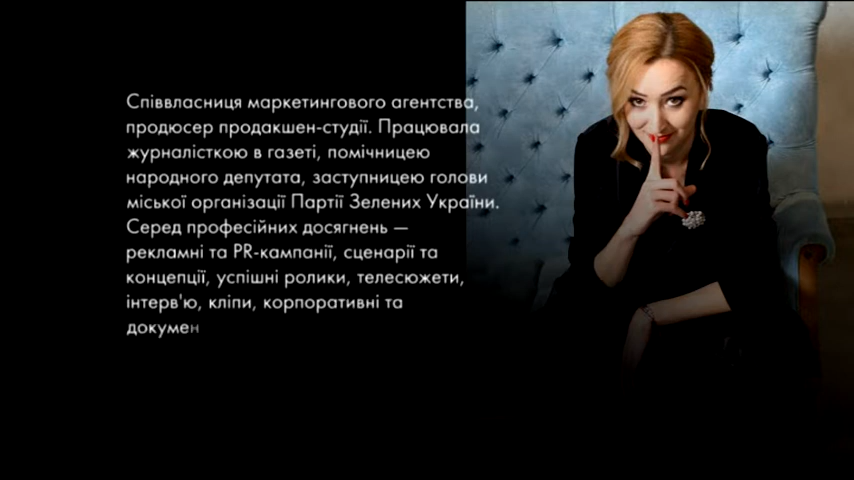 Співвласниця маркетингового агентства,
продюсер продакшен-студії. Працювала
журналісткою в газеті, помічницею
народного депутата, заступницею голови
міської організації Партії Зелених України.
Серед професійних досягнень —
рекламні та PR-кампанії, сценарії та
концепції, успішні ролики, телесюжети,
інтерв'ю, кліпи, корпоративні та
докумен